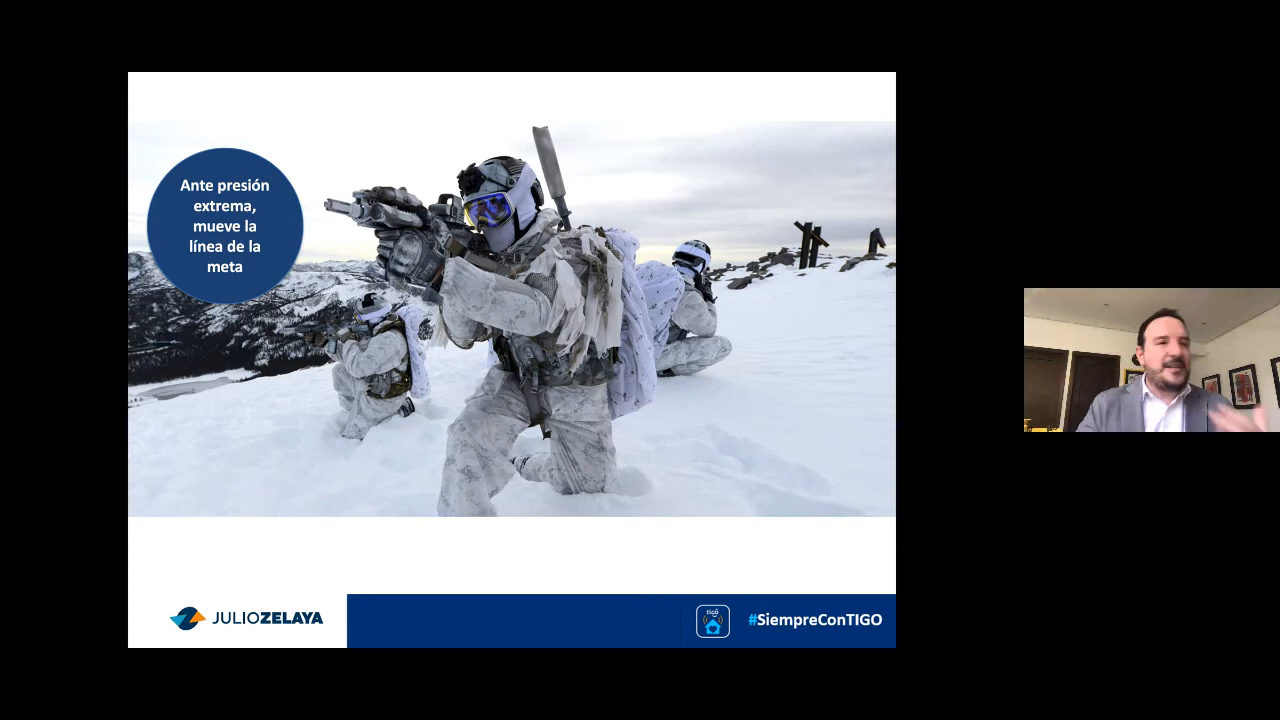 Ante presión
extrema,
mueve la
línea de la
meta
JULIOZELAYA
tigo
#SiempreConTIGO